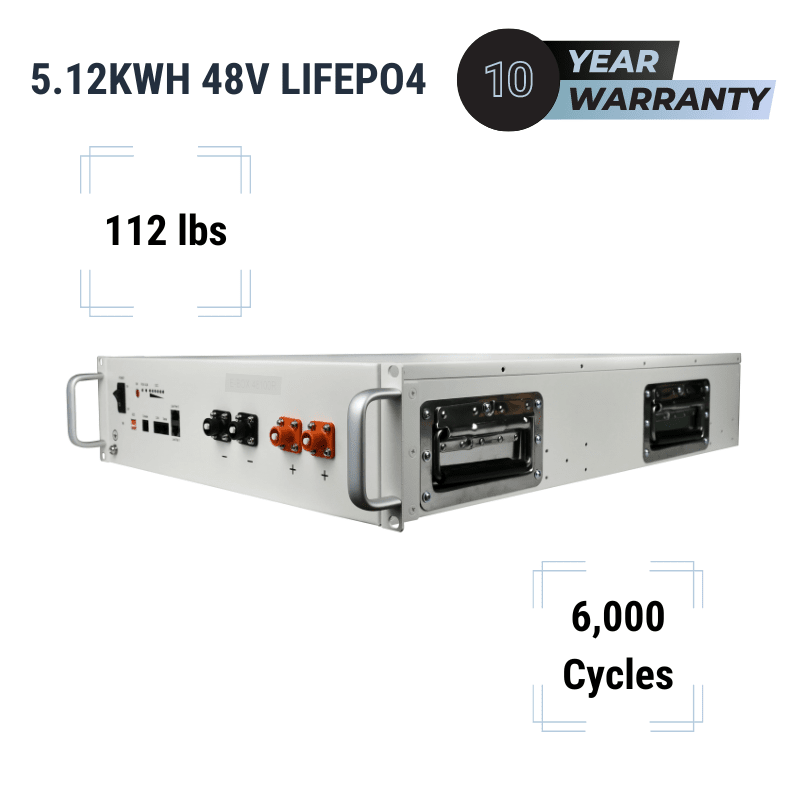 5.12KWH 48V LIFEPO4
10
YEAR
WARRANTY
112 lbs
- -
+ +
6,000
Cycles